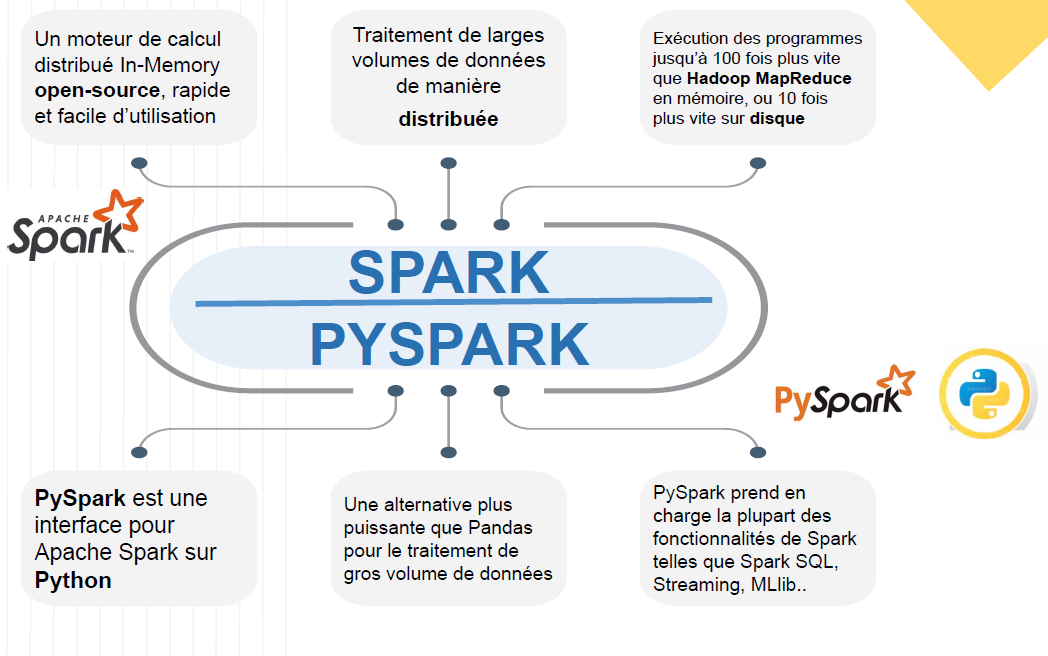 Un moteur de calcul
distribué In-Memory
open-source, rapide
et facile d’utilisation
Traitement de larges
volumes de données
de manière
distribuée
Exécution des programmes
jusqu’à 100 fois plus vite
que Hadoop MapReduce
en mémoire, ou 10 fois
plus vite sur disque
APACHE
Spark™
SPARK
PYSPARK
PySpark
PySpark est une
interface pour
Apache Spark sur
Python
Une alternative plus
puissante que Pandas
pour le traitement de
gros volume de données
PySpark prend en
charge la plupart des
fonctionnalités de Spark
telles que Spark SQL,
Streaming, MLlib..